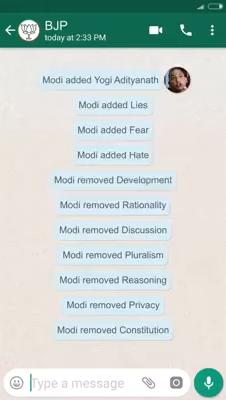 BJP
today at 2:33 PM
Modi added Yogi Adityanath
Modi added Lies
Modi added Fear
Modi added Hate
Modi removed Development
Modi removed Rationality
Modi removed Discussion
Modi removed Pluralism
Modi removed Reasoning
Modi removed Privacy
Modi removed Constitution
Type a message